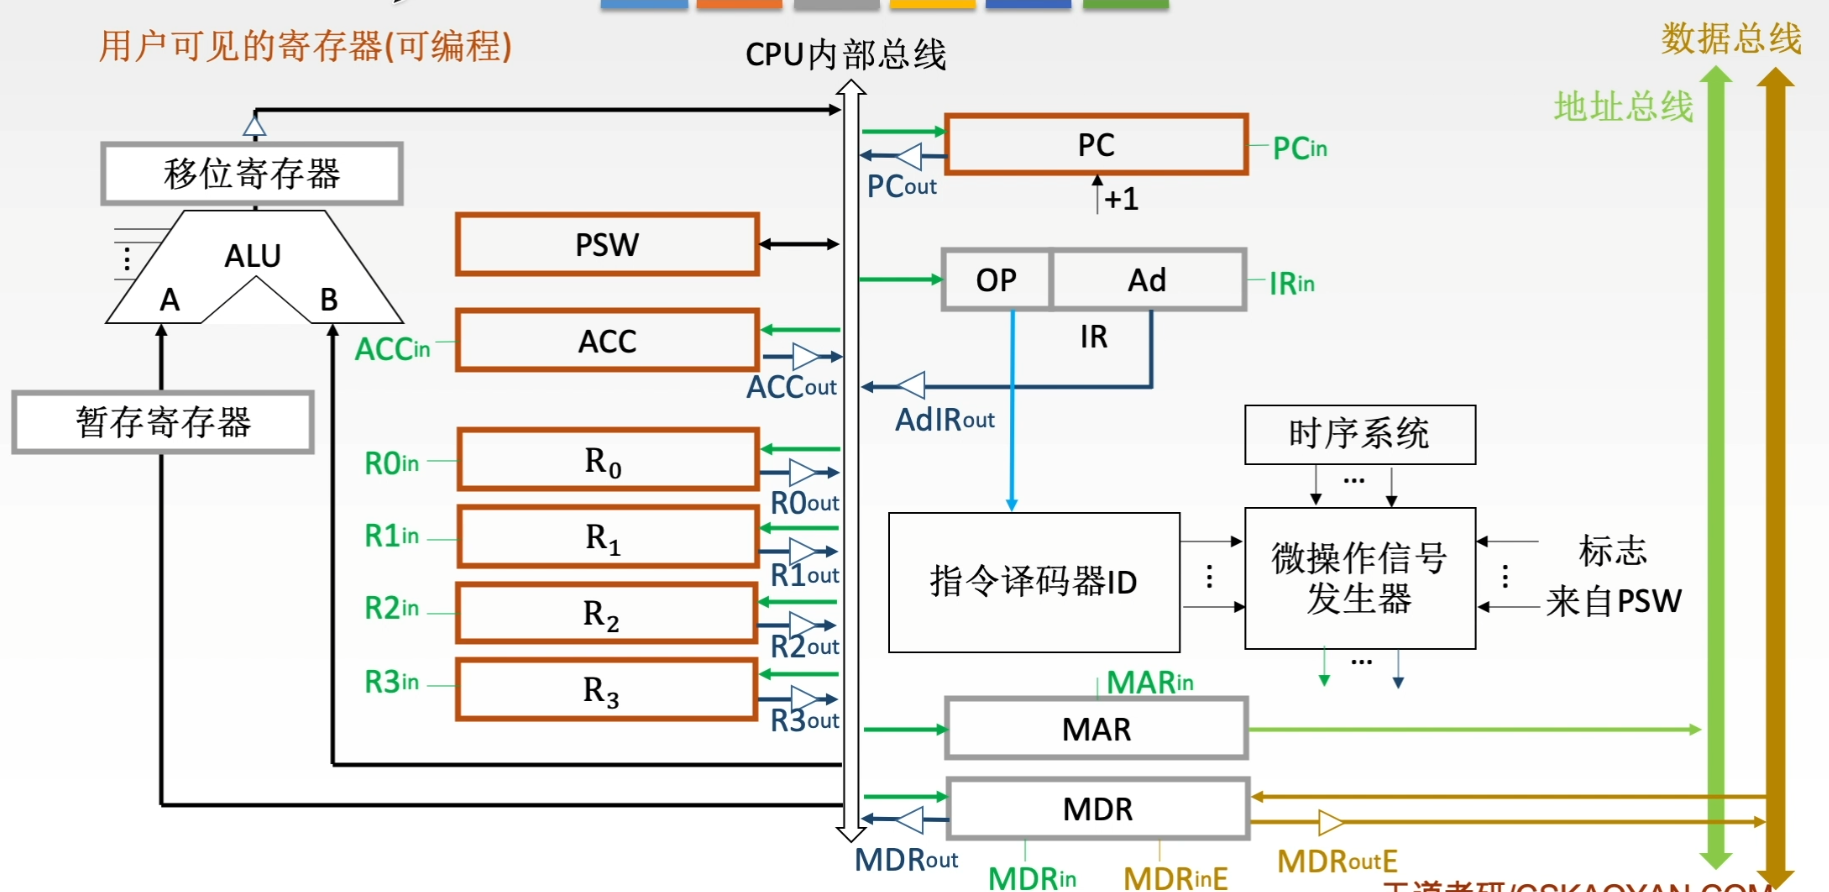 用户可见的寄存器(可编程)
CPU内部总线
数据总线
地址总线
移位寄存器
PC
PCin
PCout
+1
PSW
ALU
A
B
OP
Ad
IRin
IR
ACCin
ACC
ACCout
AdIRout
暂存寄存器
时序系统
...
R0in
R₀
R0out
R1in
R₁
R1out
R2in
R₂
R2out
R3in
R₃
R3out
指令译码器ID
微操作信号
发生器
标志
来自PSW
...
MARin
MAR
MDR
MDRout
MDRin
MDRinE
MDRoutE
王道考研/CSKAOYAN.COM